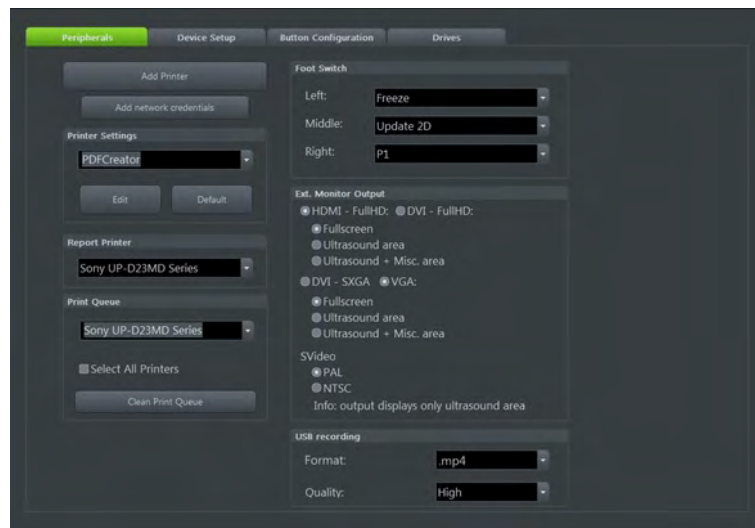 Peripherals Device Setup Button Configuration Drives
Add Printer
Add network credentials
Printer Settings
PDFCreator
Edit Default
Report Printer
Sony UP-D23MD Series
Print Queue
Sony UP-D23MD Series
Select All Printers
Clean Print Queue
Foot Switch
Left: Freeze
Middle: Update 2D
Right: P1
Ext. Monitor Output
HDMI - FullHD: DVI - FullHD:
Fullscreen
Ultrasound area
Ultrasound + Misc. area
DVI - SXGA VGA:
Fullscreen
Ultrasound area
Ultrasound + Misc. area
SVideo
PAL
NTSC
Info: output displays only ultrasound area
USB recording
Format: .mp4
Quality: High